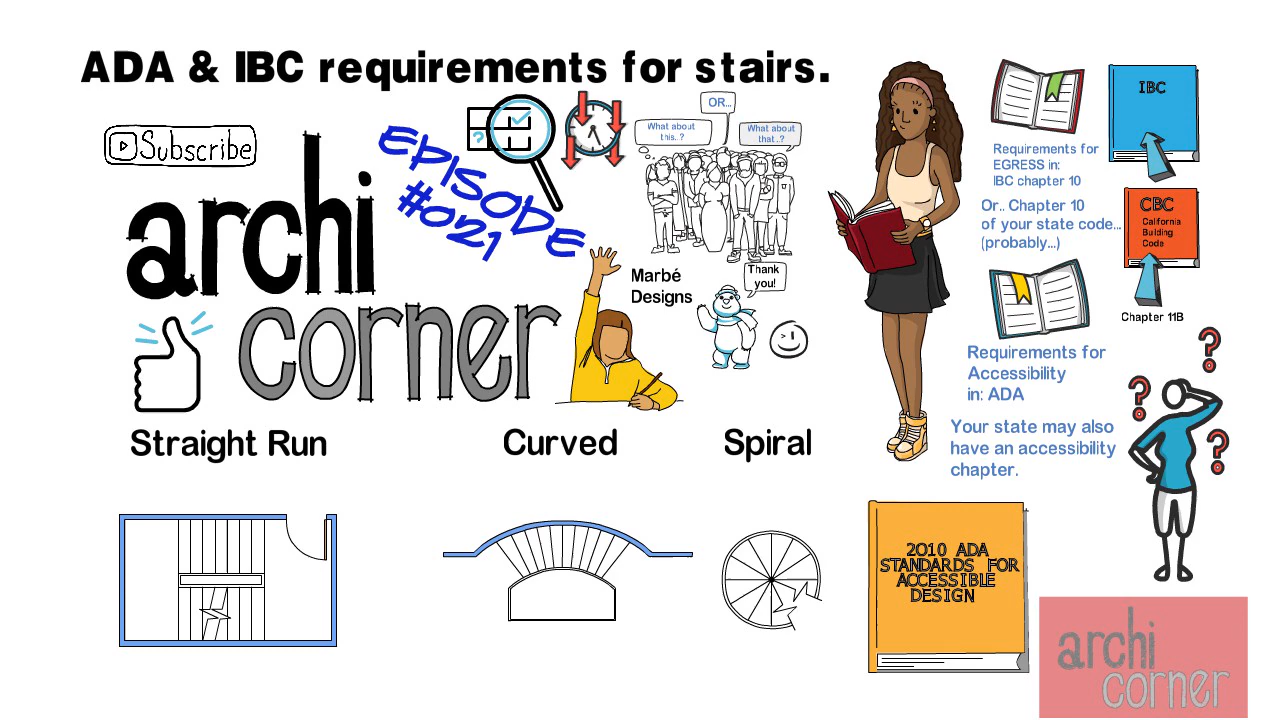 ADA & IBC requirements for stairs.
Subscribe
archi
corner
EPISODE
#021
?
What about
this..?
OR...
What about
that..?
Marbé
Designs
Thank
you!
Requirements for
EGRESS in:
IBC chapter 10
IBC
Or.. Chapter 10
of your state code...
(probably...)
CBC
California
Building
Code
Chapter 11B
Requirements for
Accessibility
in: ADA
Your state may also
have an accessibility
chapter.
?
?
?
Straight Run
Curved
Spiral
2010 ADA
STANDARDS FOR
ACCESSIBLE
DESIGN
archi
corner